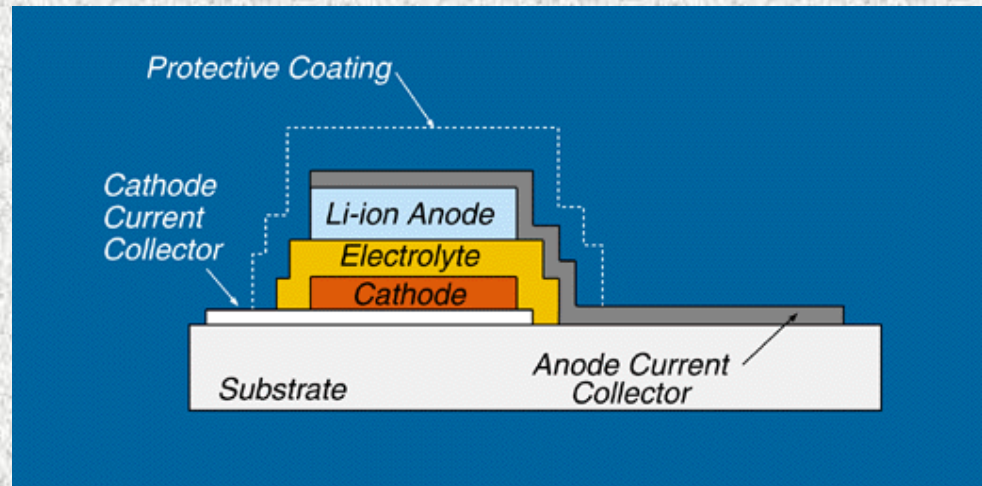 Protective Coating
Cathode
Current
Collector
Li-ion Anode
Electrolyte
Cathode
Substrate
Anode Current
Collector